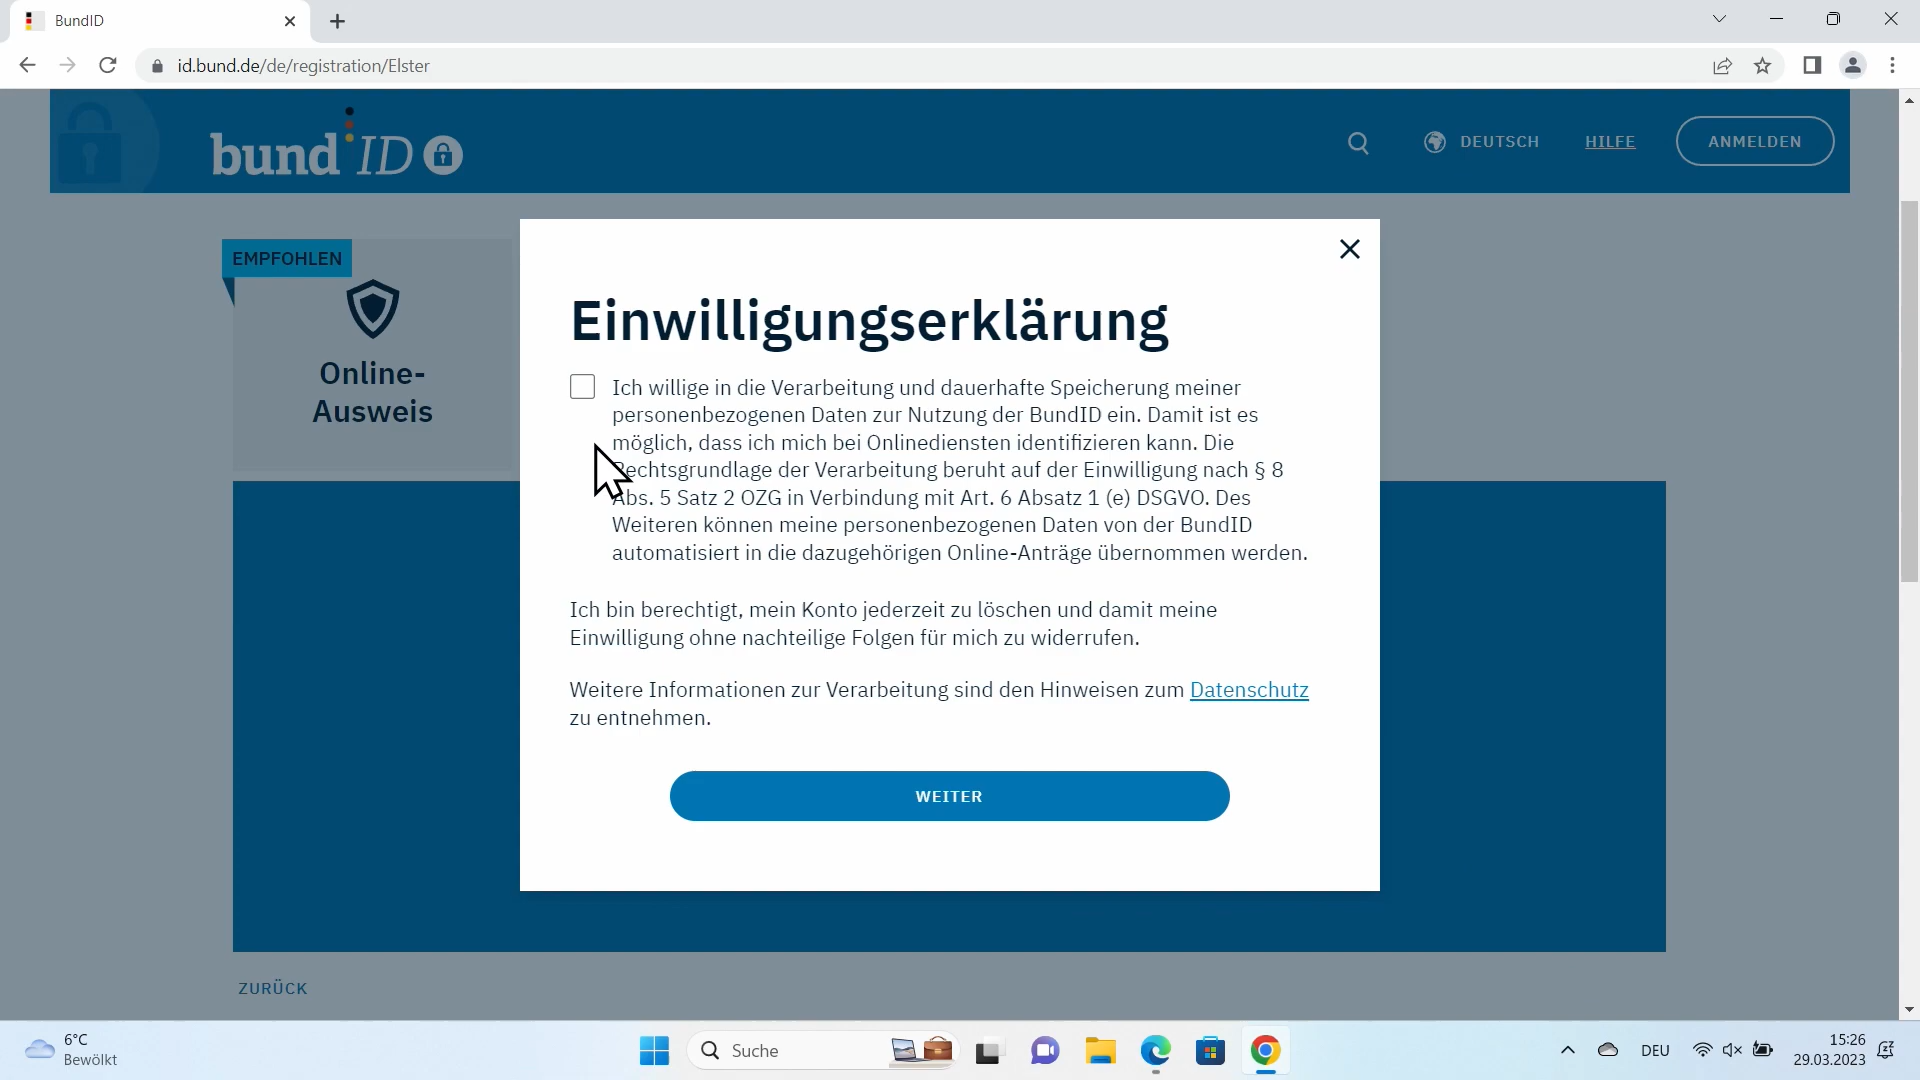 BundID
id.bund.de/de/registration/Elster
bund ID
DEUTSCH
HILFE
ANMELDEN
EMPFOHLEN
Online-
Ausweis
Einwilligungserklärung
Ich willige in die Verarbeitung und dauerhafte Speicherung meiner
personenbezogenen Daten zur Nutzung der BundID ein. Damit ist es
möglich, dass ich mich bei Onlinediensten identifizieren kann. Die
Rechtsgrundlage der Verarbeitung beruht auf der Einwilligung nach § 8
Abs. 5 Satz 2 OZG in Verbindung mit Art. 6 Absatz 1 (e) DSGVO. Des
Weiteren können meine personenbezogenen Daten von der BundID
automatisiert in die dazugehörigen Online-Anträge übernommen werden.
Ich bin berechtigt, mein Konto jederzeit zu löschen und damit meine
Einwilligung ohne nachteilige Folgen für mich zu widerrufen.
Weitere Informationen zur Verarbeitung sind den Hinweisen zum Datenschutz
zu entnehmen.
WEITER
ZURÜCK
6°C
Bewölkt
Suche
DEU
15:26
29.03.2023